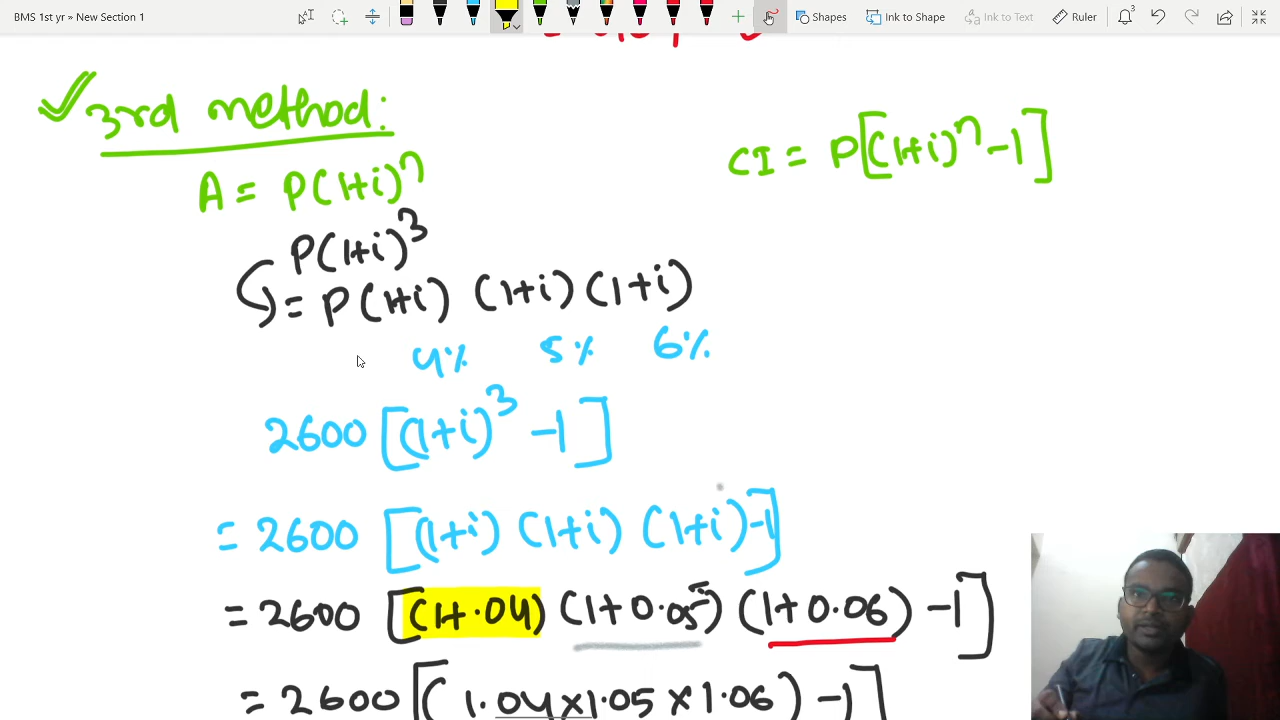 BMS 1st yr » New Section 1
Shapes
Ink to Shape
Ink to Text
Ruler
3rd method:
A = P(1+i)^n
CI = P[(1+i)^n -1]
P(1+i)^3
= P(1+i) (1+i) (1+i)
4% 5% 6%
2600 [(1+i)^3 -1]
= 2600 [(1+i) (1+i) (1+i) -1]
= 2600 [(1+.04) (1+0.05) (1+0.06) -1]
= 2600 [(1.04x1.05 x 1.06) -1]